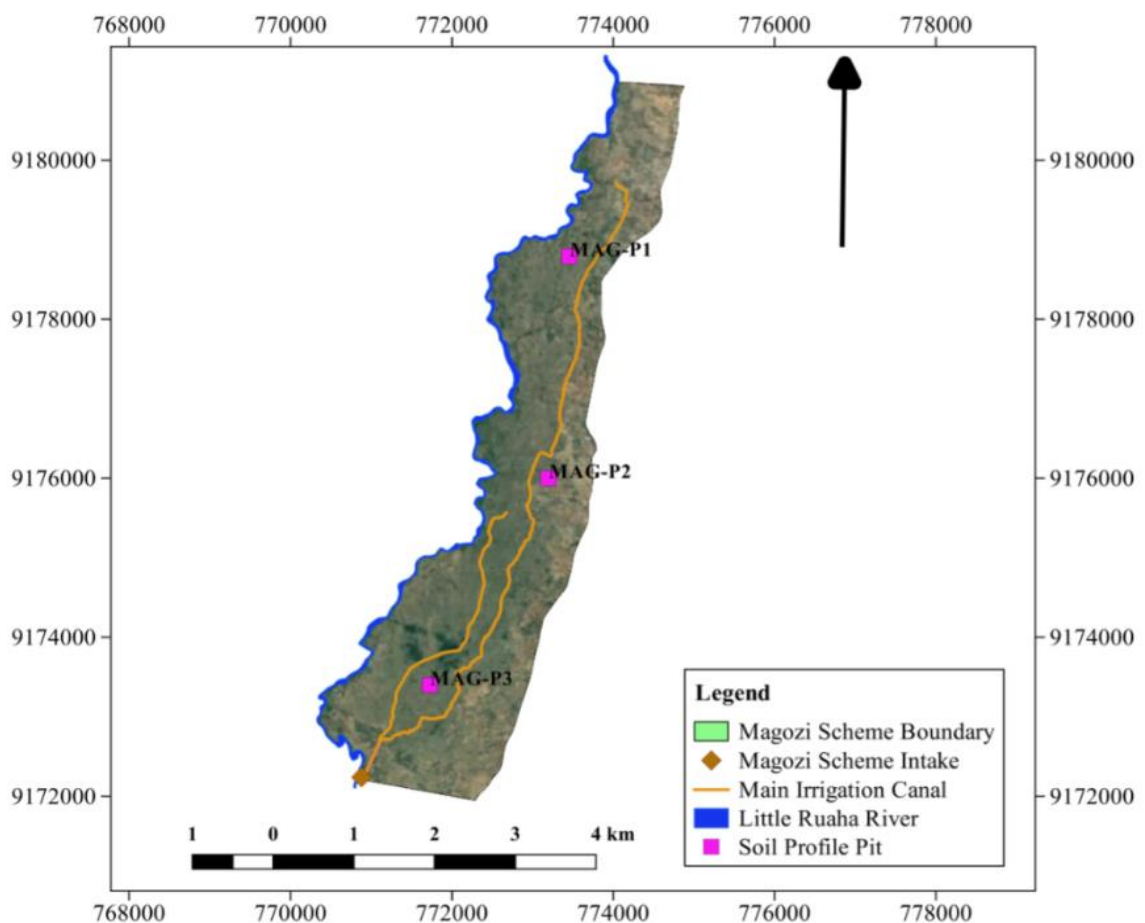 768000 770000 772000 774000 776000 778000
9180000 9180000
MAG-P1
9178000 9178000
MAG-P2
9176000 9176000
9174000 9174000
MAG-P3
Legend
Magozi Scheme Boundary
Magozi Scheme Intake
Main Irrigation Canal
Little Ruaha River
Soil Profile Pit
9172000 9172000
1 0 1 2 3 4 km
768000 770000 772000 774000 776000 778000